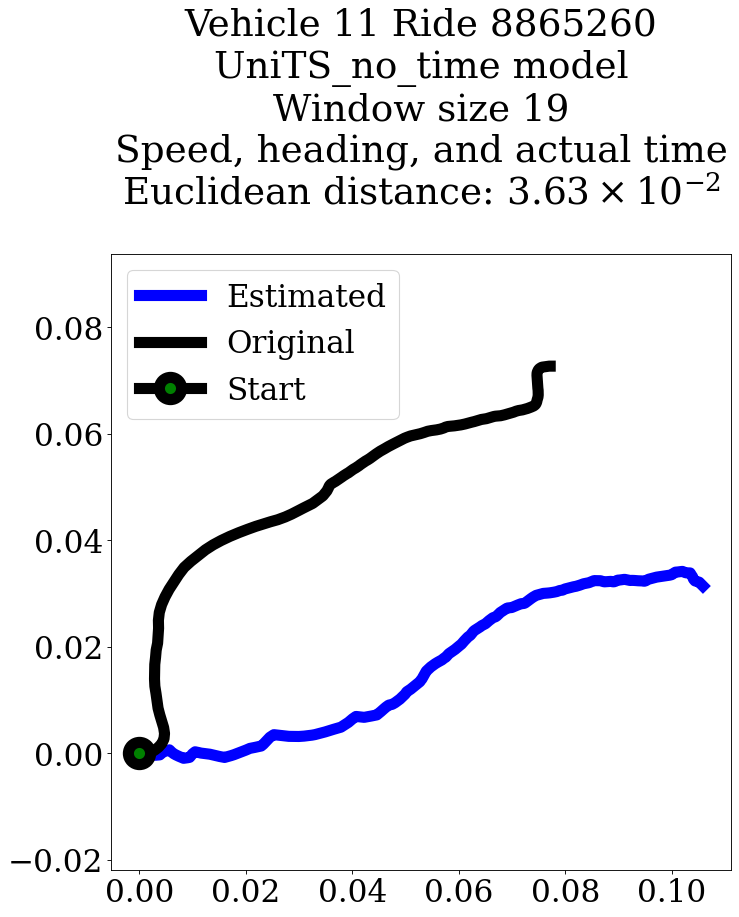 Vehicle 11 Ride 8865260
UniTS_no_time model
Window size 19
Speed, heading, and actual time
Euclidean distance: 3.63 × 10⁻²
Estimated
Original
Start
0.08
0.06
0.04
0.02
0.00
−0.02
0.00 0.02 0.04 0.06 0.08 0.10